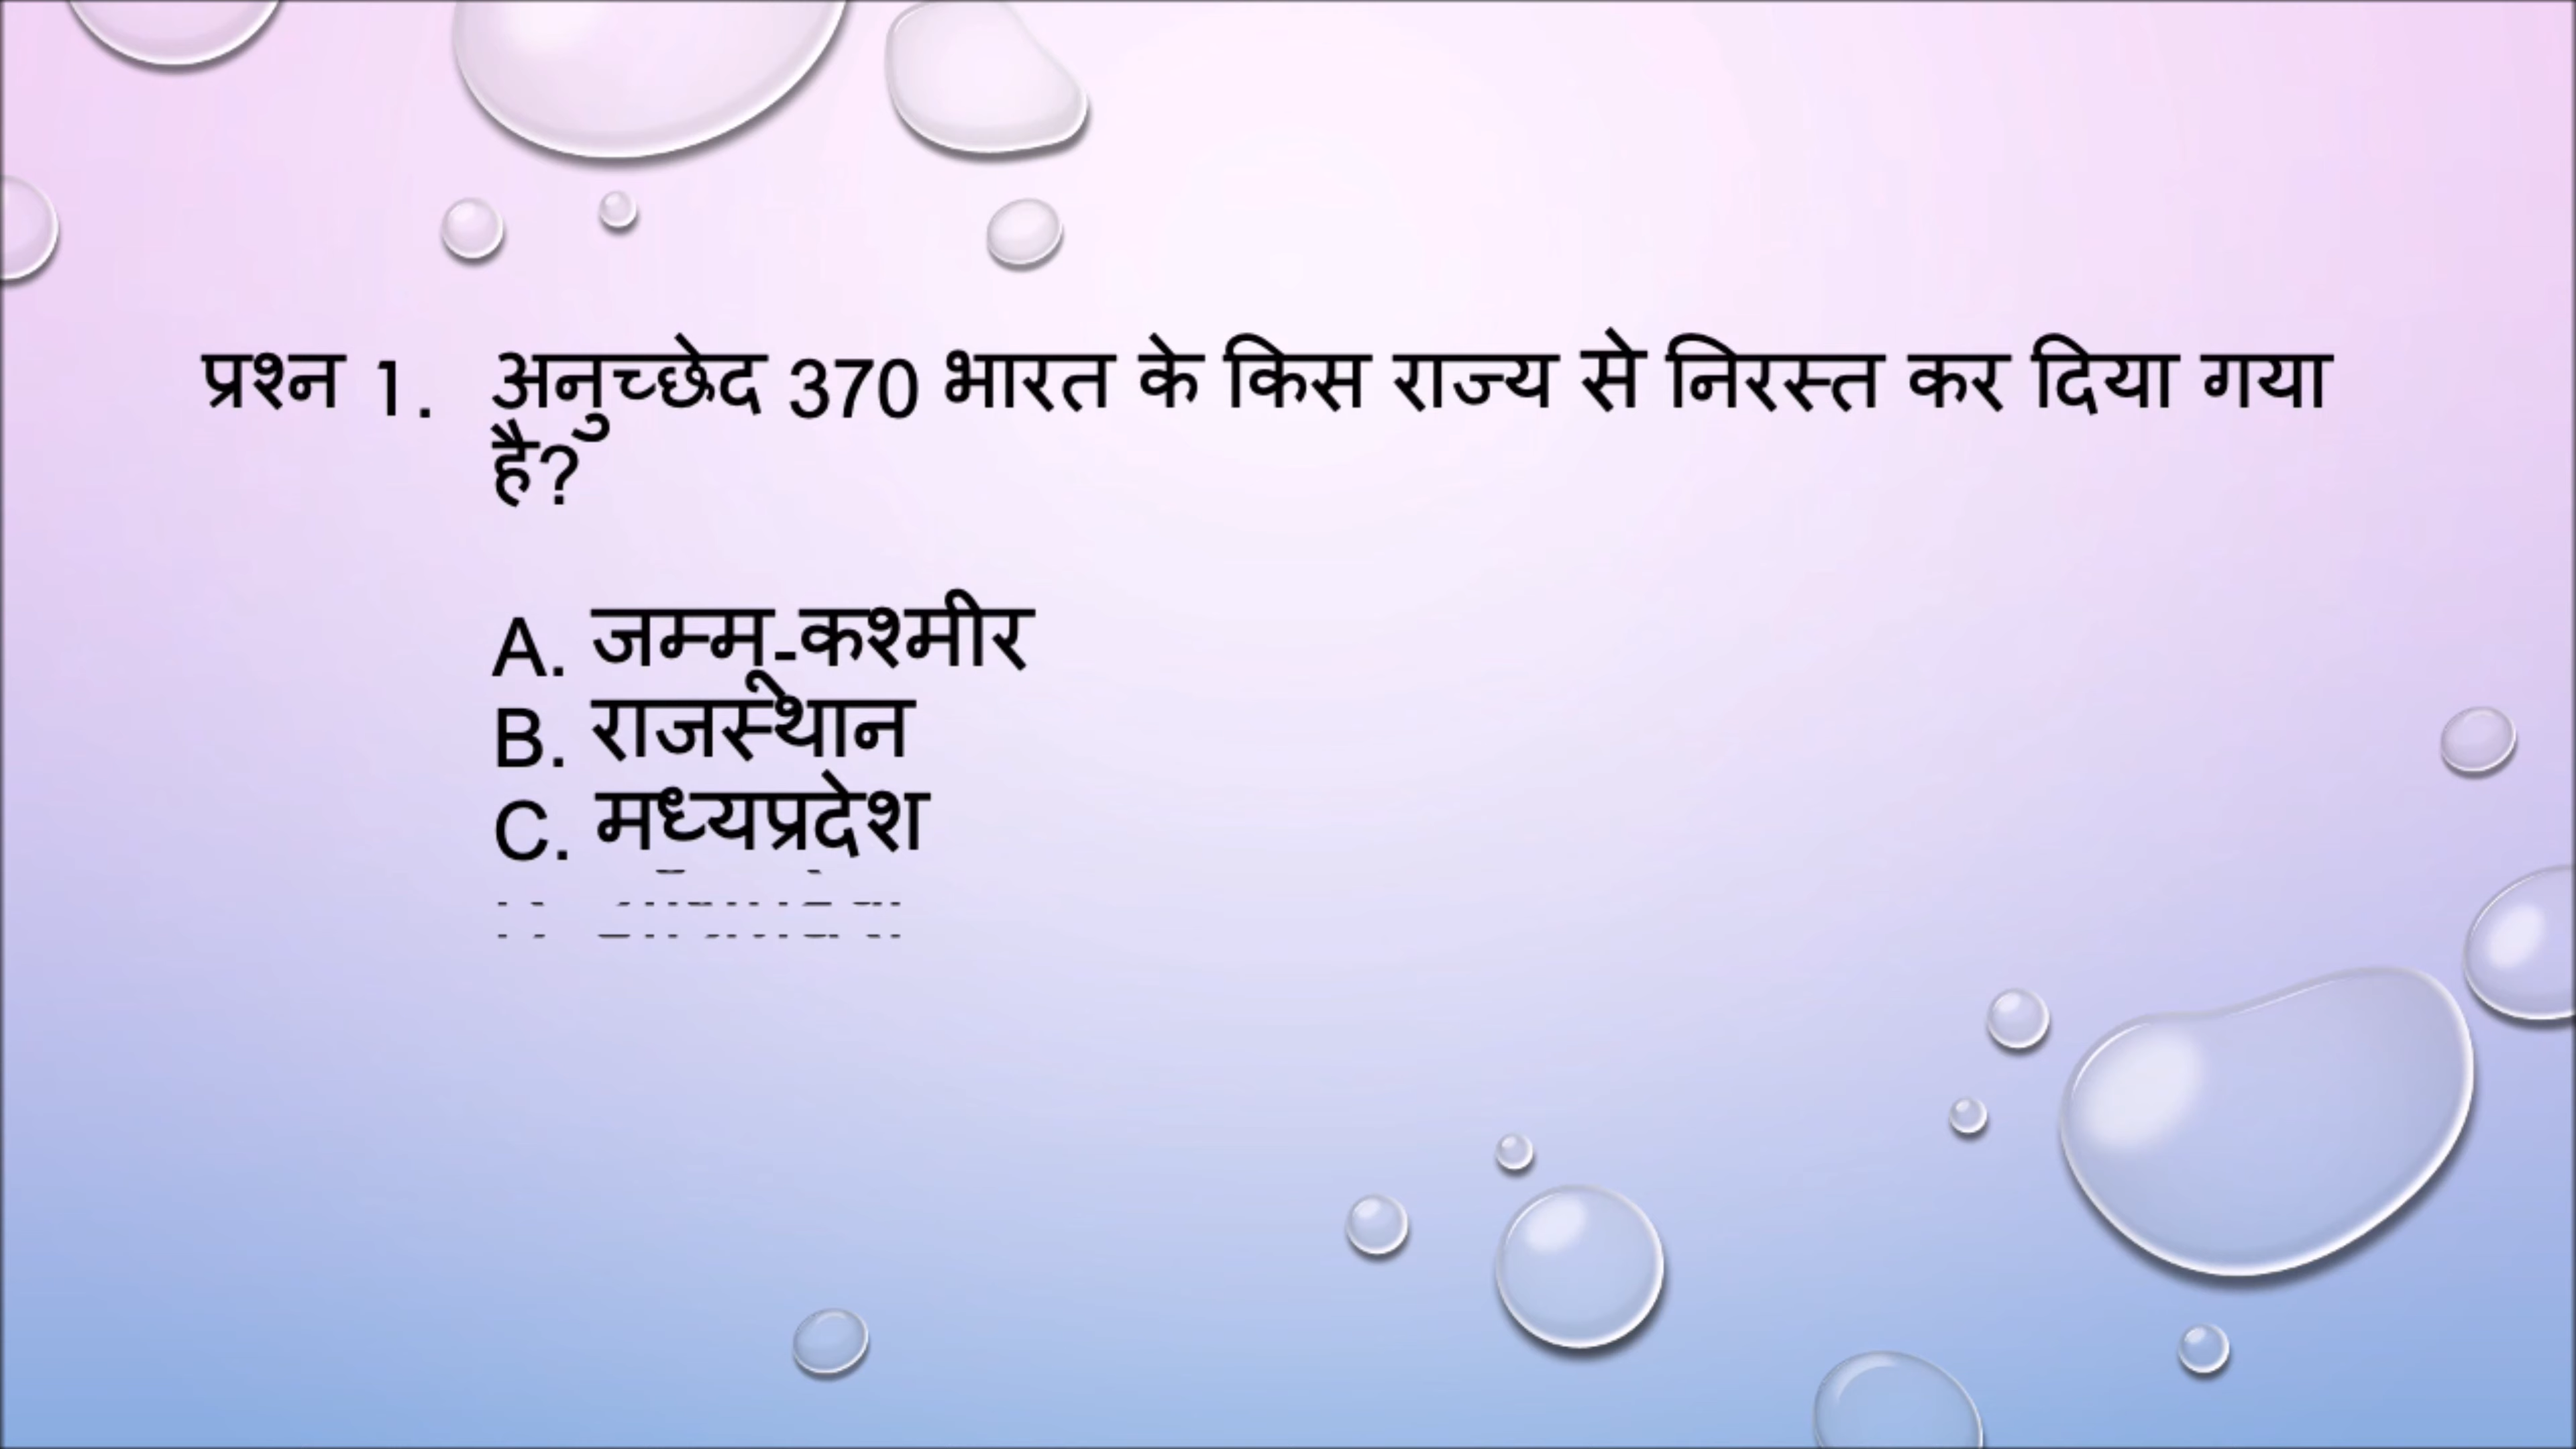 प्रश्न 1. अनुच्छेद 370 भारत के किस राज्य से निरस्त कर दिया गया
है?
A. जम्मू-कश्मीर
B. राजस्थान
C. मध्यप्रदेश